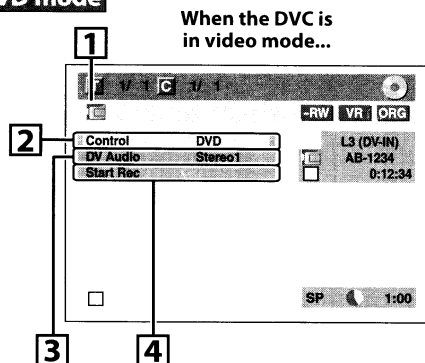 VD mode
When the DVC is
in video mode...
1
1/ 1 C 1/ 1
-RW VR ORG
2
Control DVD
DV Audio Stereo1
Start Rec
L3 (DV-IN)
AB-1234
0:12:34
SP 1:00
3 4